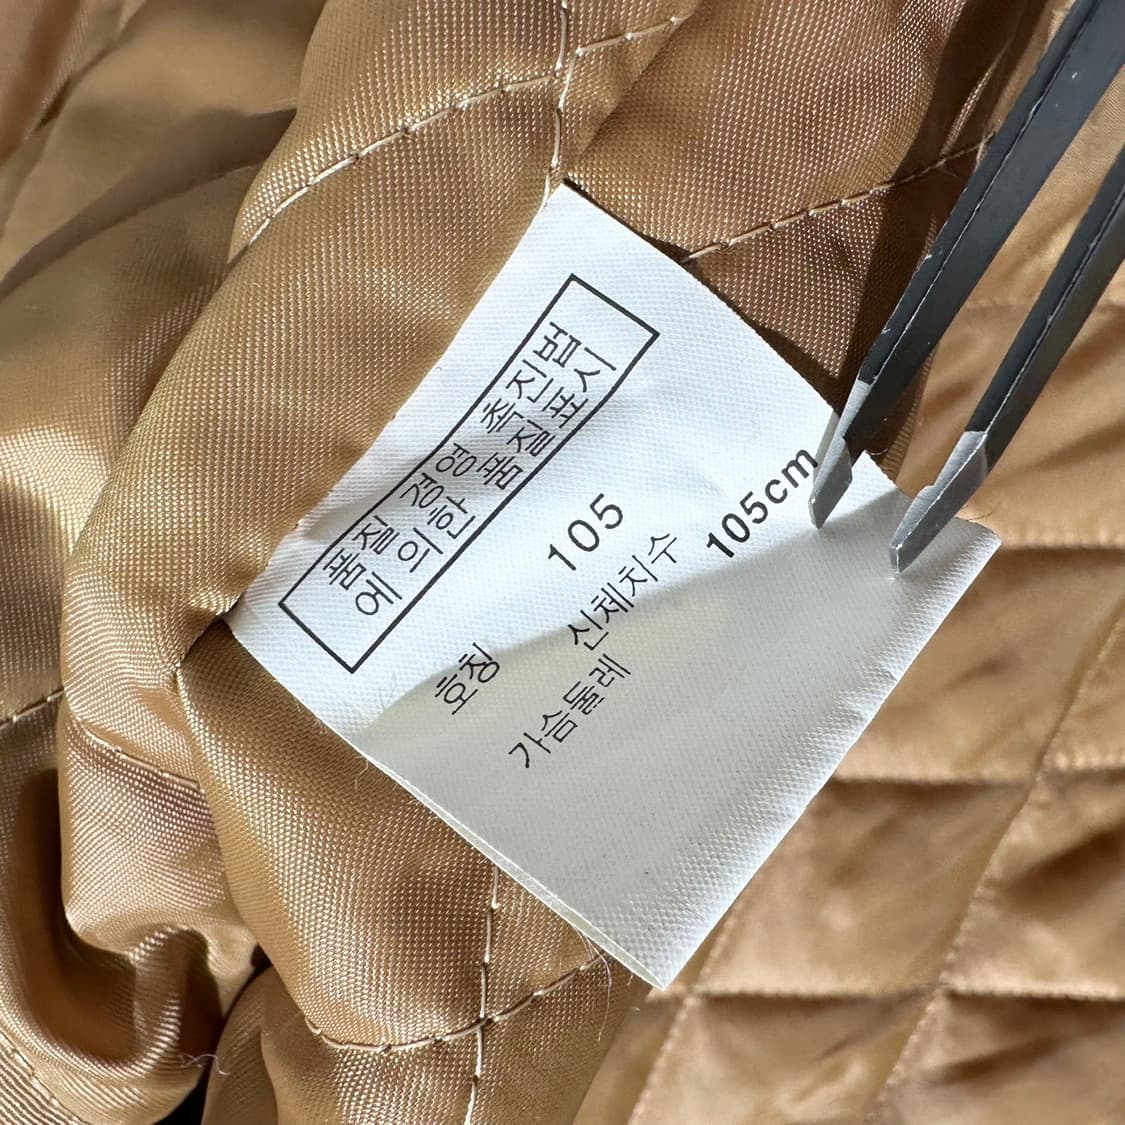 품질 경영 촉진법
에 의한 품질표시
호칭 105
신체치수
가슴둘레 105cm